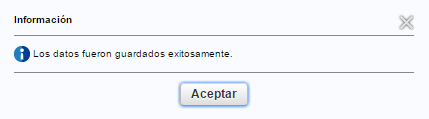 Información
Los datos fueron guardados exitosamente.
Aceptar